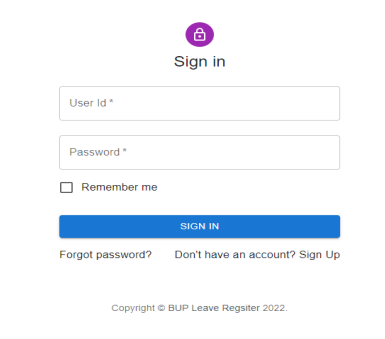 Sign in
User Id *
Password *
Remember me
SIGN IN
Forgot password? Don't have an account? Sign Up
Copyright © BUP Leave Regsiter 2022.